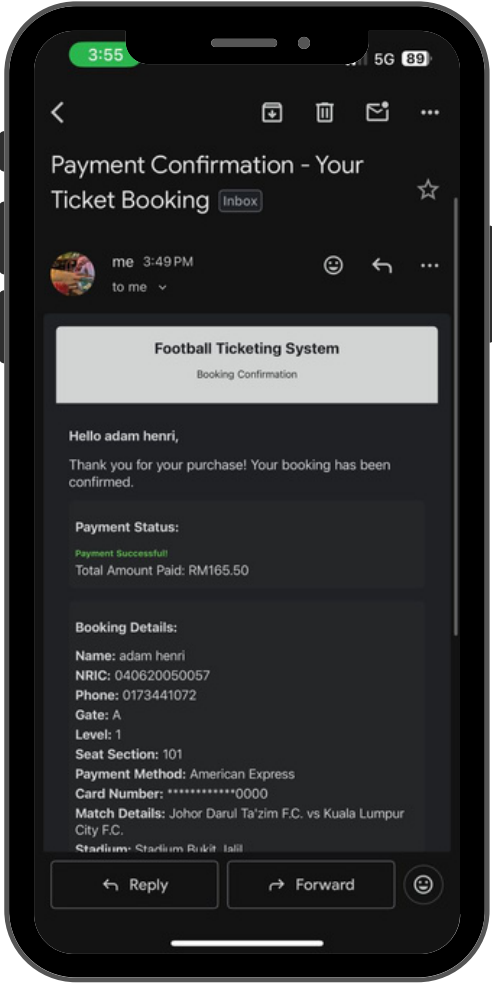 3:55
5G 89
Payment Confirmation - Your
Ticket Booking Inbox
me 3:49 PM
to me
Football Ticketing System
Booking Confirmation
Hello adam henri,
Thank you for your purchase! Your booking has been
confirmed.
Payment Status:
Payment Successful!
Total Amount Paid: RM165.50
Booking Details:
Name: adam henri
NRIC: 040620050057
Phone: 0173441072
Gate: A
Level: 1
Seat Section: 101
Payment Method: American Express
Card Number: ************0000
Match Details: Johor Darul Ta'zim F.C. vs Kuala Lumpur
City F.C.
Stadium: Stadium Bukit Jalil
Reply
Forward